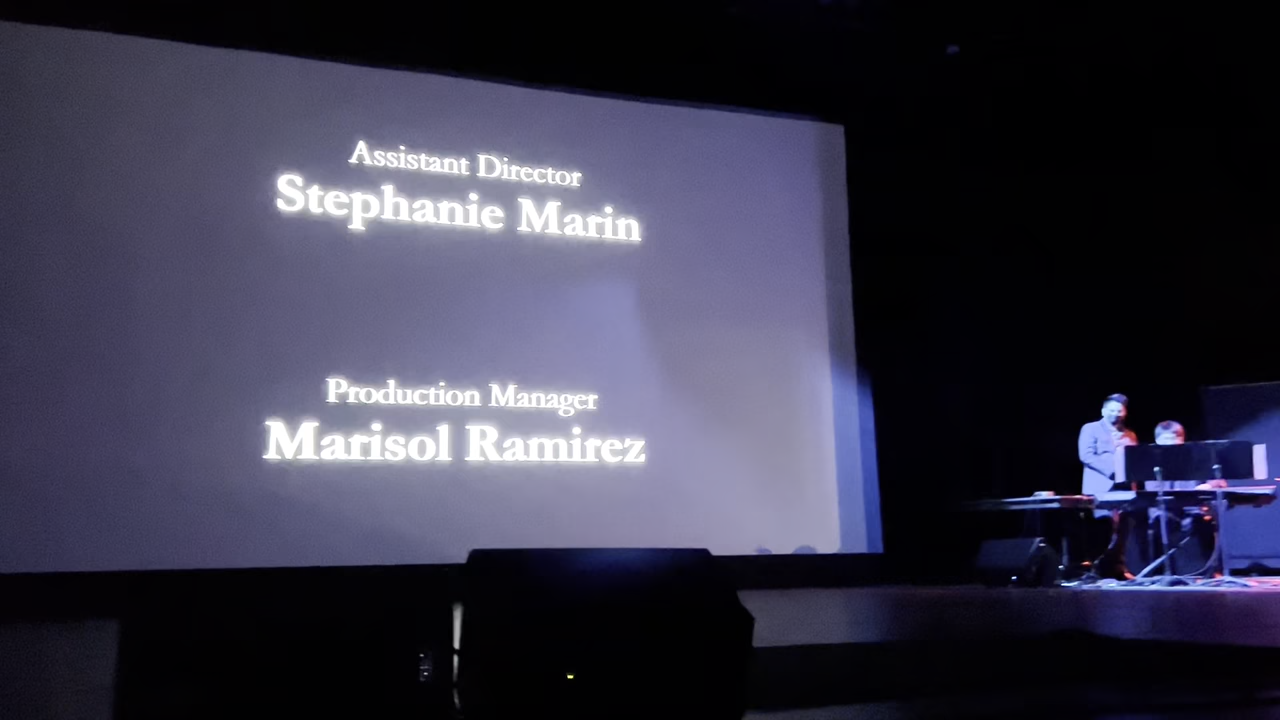 Assistant Director
Stephanie Marin
Production Manager
Marisol Ramirez